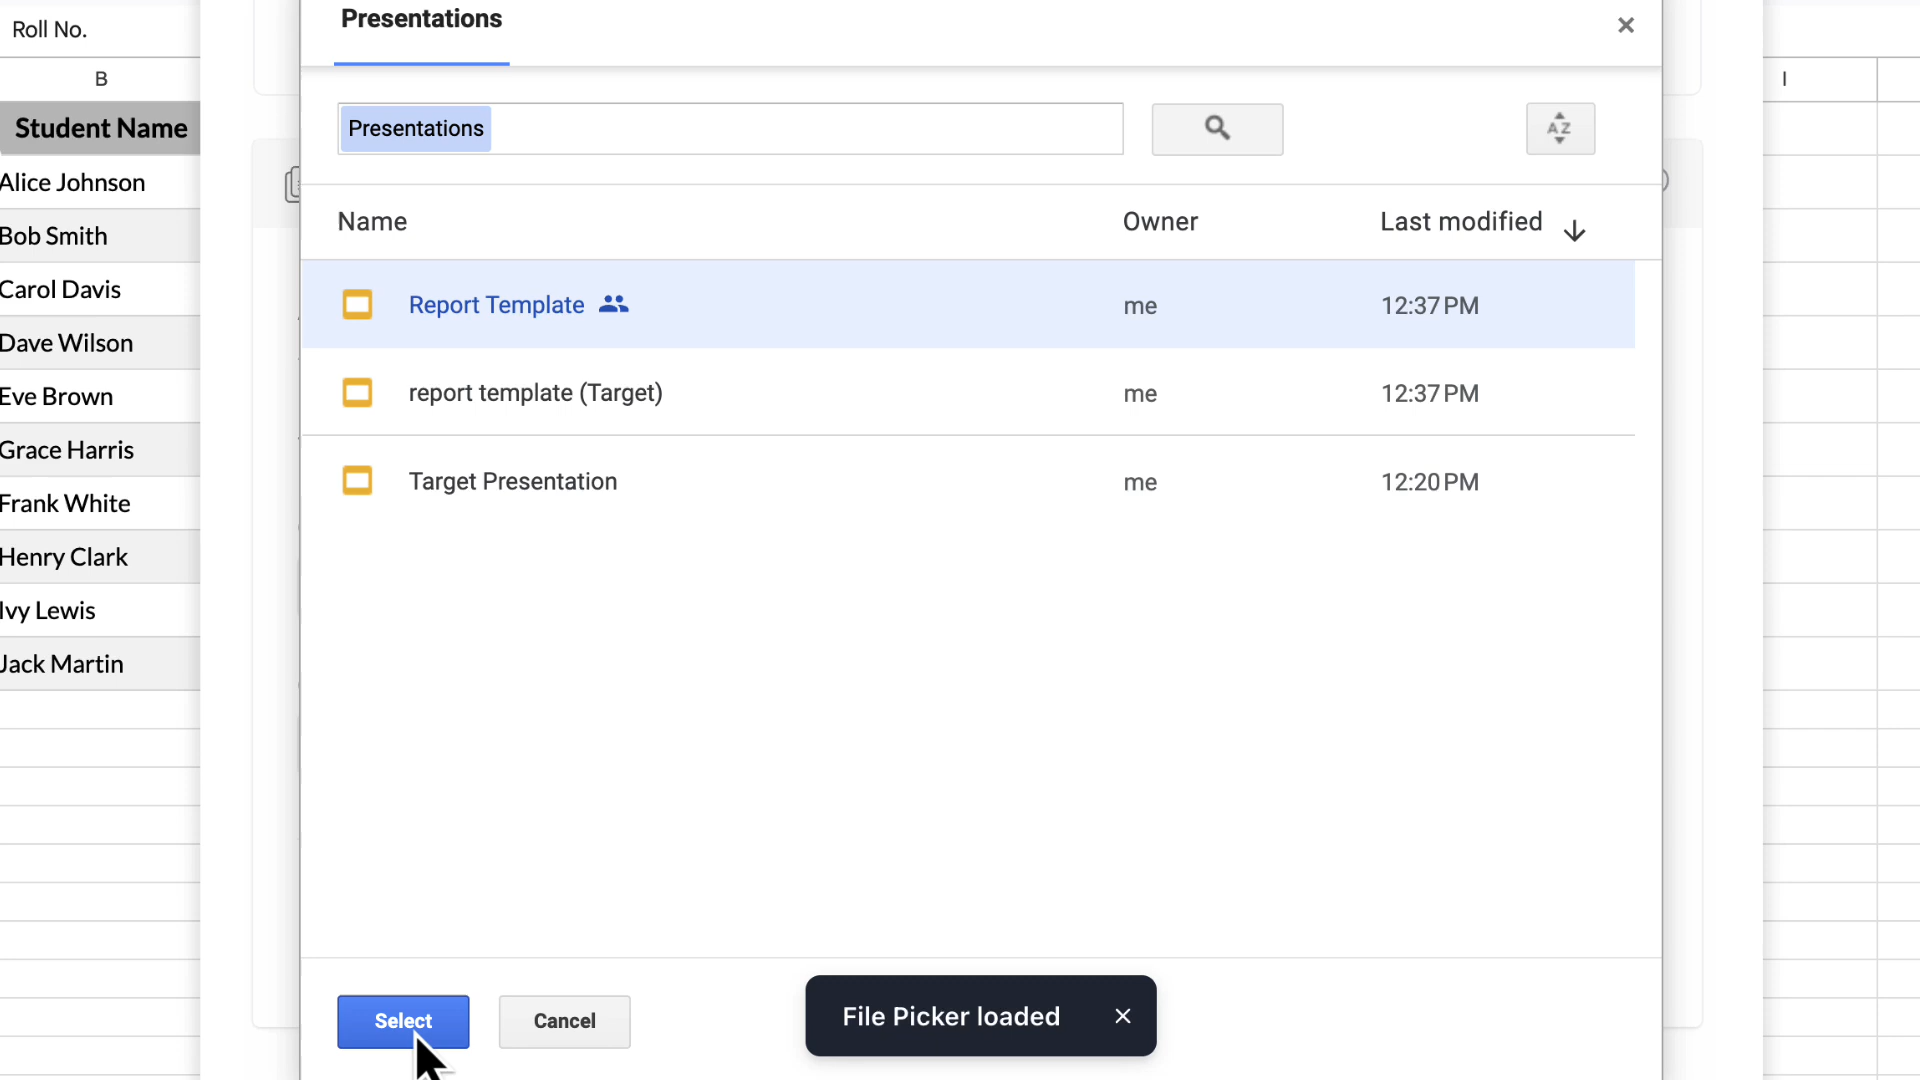 Roll No.
B
Student Name
Alice Johnson
Bob Smith
Carol Davis
Dave Wilson
Eve Brown
Grace Harris
Frank White
Henry Clark
Ivy Lewis
Jack Martin
Presentations
Presentations
AZ
Name Owner Last modified
Report Template me 12:37 PM
report template (Target) me 12:37 PM
Target Presentation me 12:20 PM
Select Cancel
File Picker loaded
I